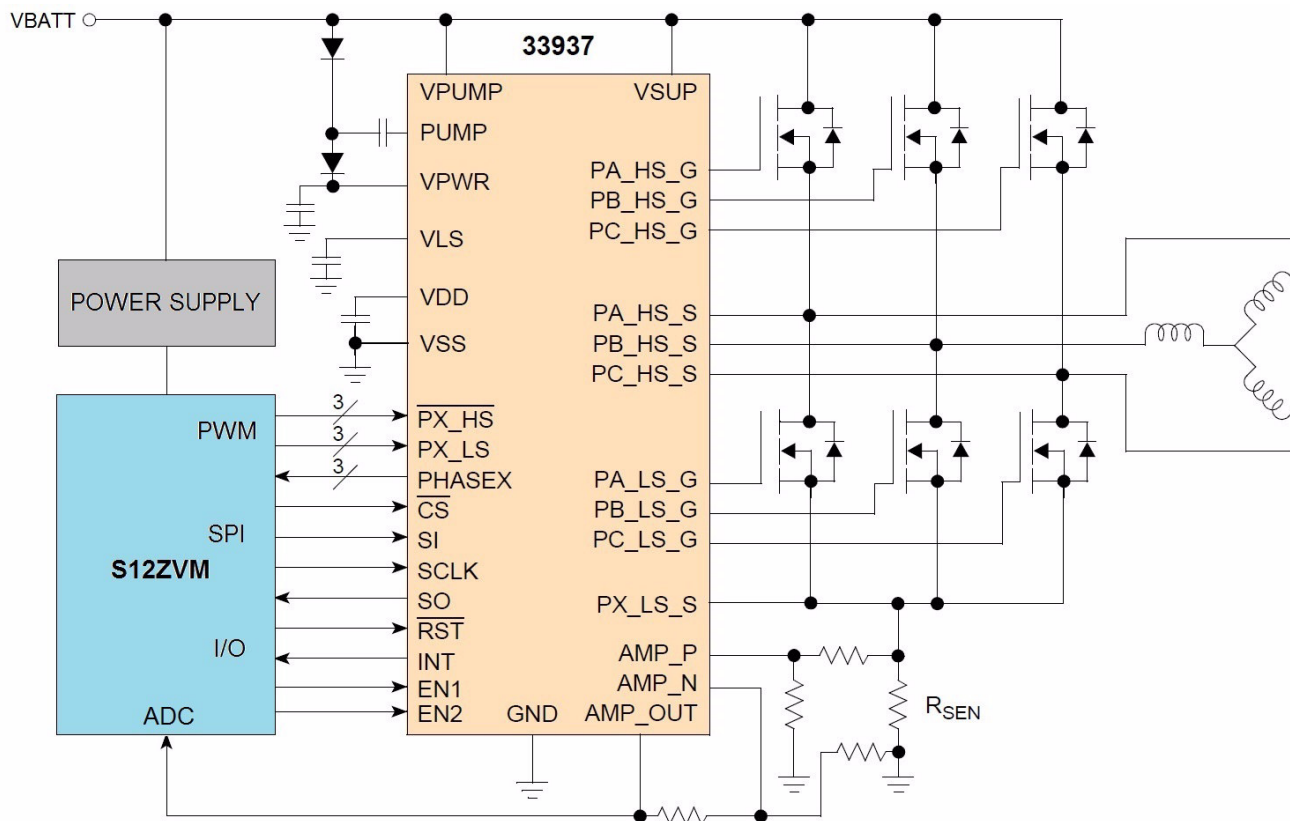 VBATT
33937
VPUMP
VSUP
PUMP
VPWR
VLS
VDD
VSS
PX_HS
PX_LS
PHASEX
CS
SI
SCLK
SO
RST
INT
EN1
EN2
GND
PA_HS_G
PB_HS_G
PC_HS_G
PA_HS_S
PB_HS_S
PC_HS_S
PA_LS_G
PB_LS_G
PC_LS_G
PX_LS_S
AMP_P
AMP_N
AMP_OUT
POWER SUPPLY
PWM
SPI
S12ZVM
I/O
ADC
3
3
3
RSEN